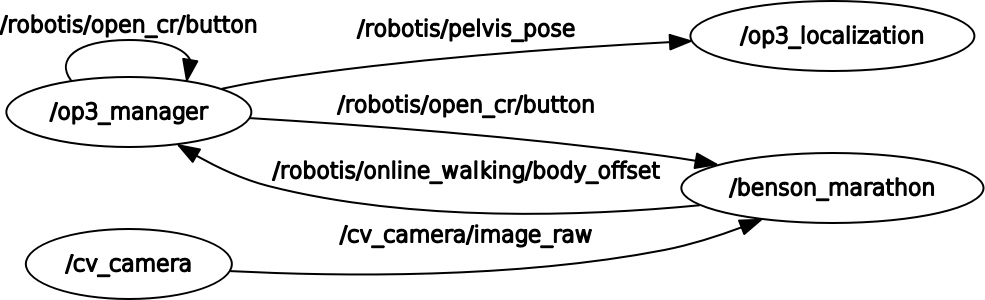 /robotis/open_cr/button
/robotis/pelvis_pose
/op3_localization
/op3_manager
/robotis/open_cr/button
/robotis/online_walking/body_offset
/benson_marathon
/cv_camera/image_raw
/cv_camera